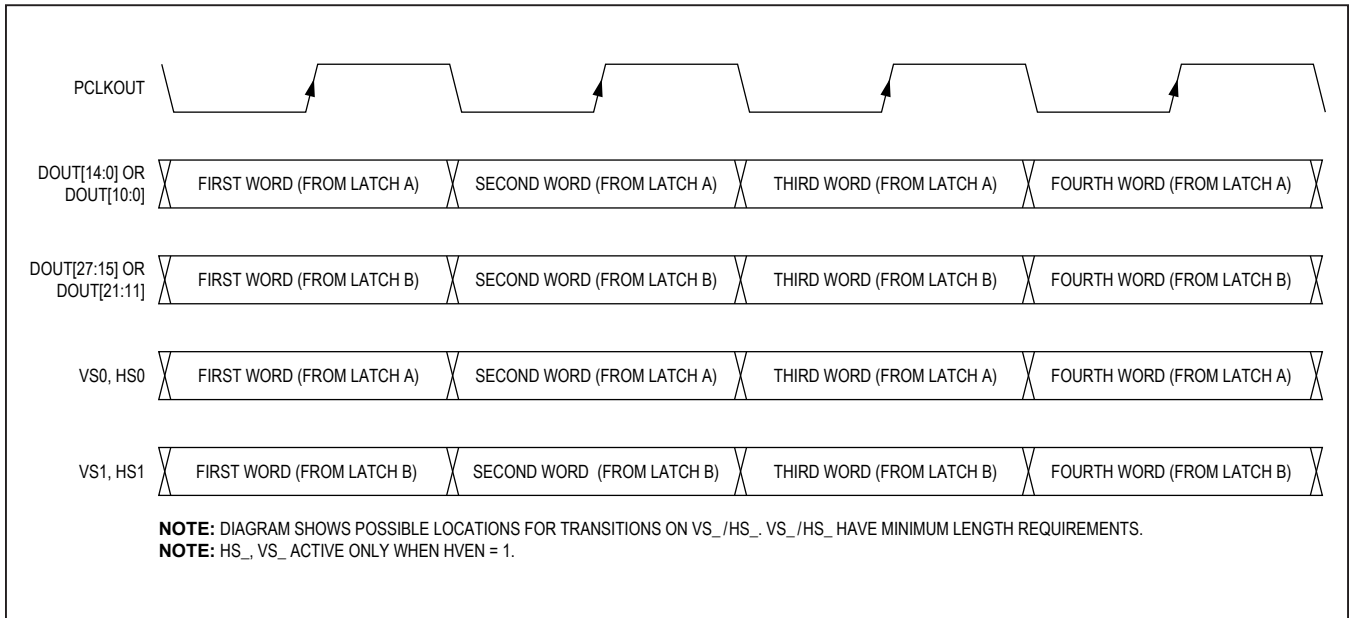 PCLKOUT
DOUT[14:0] OR
DOUT[10:0]
FIRST WORD (FROM LATCH A)
SECOND WORD (FROM LATCH A)
THIRD WORD (FROM LATCH A)
FOURTH WORD (FROM LATCH A)
DOUT[27:15] OR
DOUT[21:11]
FIRST WORD (FROM LATCH B)
SECOND WORD (FROM LATCH B)
THIRD WORD (FROM LATCH B)
FOURTH WORD (FROM LATCH B)
VS0, HS0
FIRST WORD (FROM LATCH A)
SECOND WORD (FROM LATCH A)
THIRD WORD (FROM LATCH A)
FOURTH WORD (FROM LATCH A)
VS1, HS1
FIRST WORD (FROM LATCH B)
SECOND WORD (FROM LATCH B)
THIRD WORD (FROM LATCH B)
FOURTH WORD (FROM LATCH B)
NOTE: DIAGRAM SHOWS POSSIBLE LOCATIONS FOR TRANSITIONS ON VS_/HS_. VS_/HS_ HAVE MINIMUM LENGTH REQUIREMENTS.
NOTE: HS_, VS_ ACTIVE ONLY WHEN HVEN = 1.